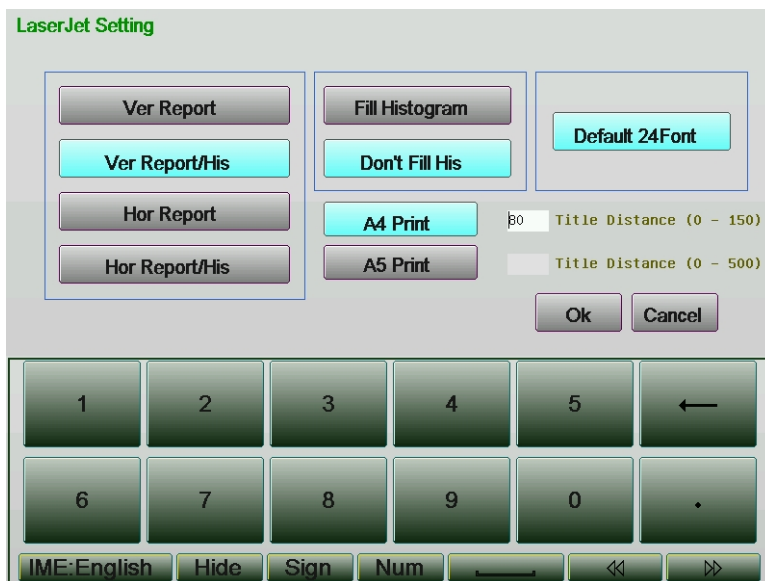 LaserJet Setting
Ver Report
Fill Histogram
Default 24Font
Ver Report/His
Don't Fill His
Hor Report
A4 Print
80 Title Distance (0 - 150)
Hor Report/His
A5 Print
Title Distance (0 - 500)
Ok
Cancel
1 2 3 4 5 ←
6 7 8 9 0 .
IME:English Hide Sign Num